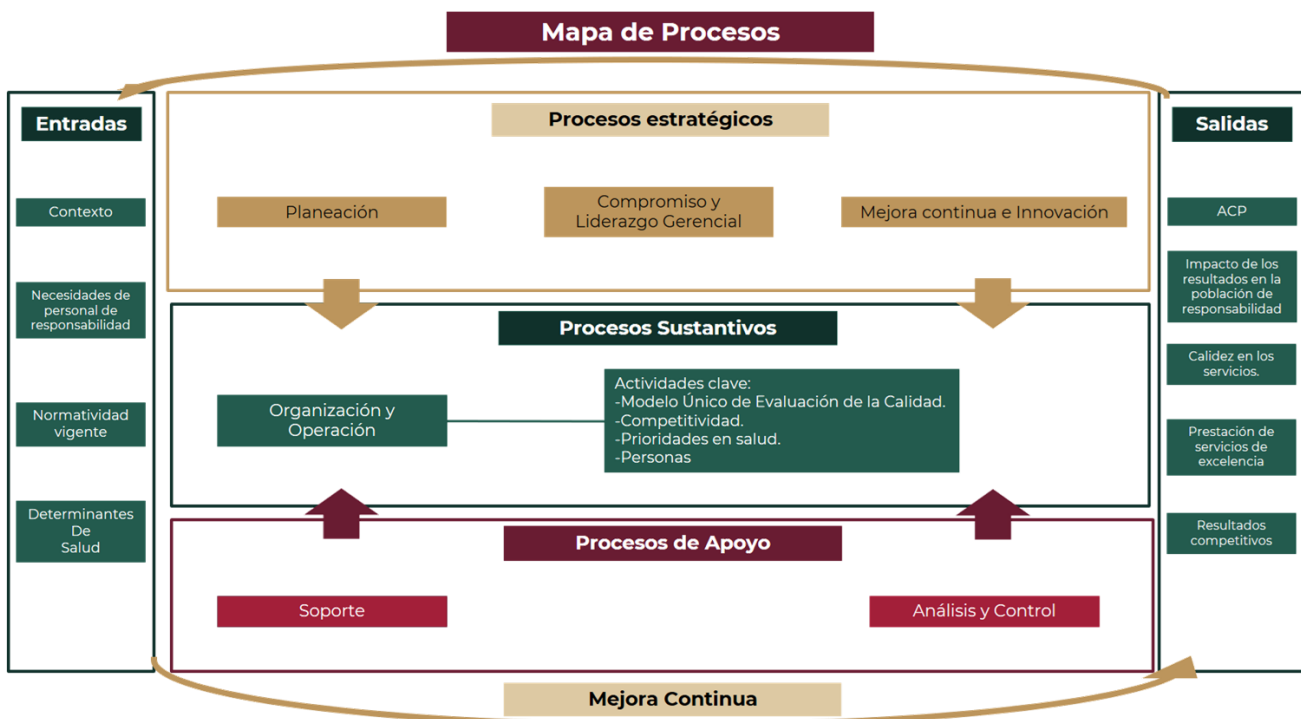 Mapa de Procesos
Entradas
Contexto
Necesidades de
personal de
responsabilidad
Normatividad
vigente
Determinantes
De
Salud
Procesos estratégicos
Planeación
Compromiso y
Liderazgo Gerencial
Mejora continua e Innovación
Procesos Sustantivos
Organización y
Operación
Actividades clave:
-Modelo Único de Evaluación de la Calidad.
-Competitividad.
-Prioridades en salud.
-Personas
Procesos de Apoyo
Soporte
Análisis y Control
Mejora Continua
Salidas
ACP
Impacto de los
resultados en la
población de
responsabilidad
Calidez en los
servicios.
Prestación de
servicios de
excelencia
Resultados
competitivos